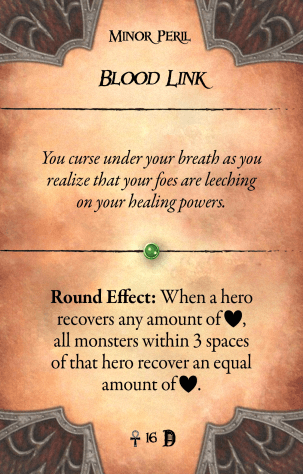 Minor Peril
Blood Link
You curse under your breath as you
realize that your foes are leeching
on your healing powers.
Round Effect: When a hero
recovers any amount of ♥,
all monsters within 3 spaces
of that hero recover an equal
amount of ♥.
☥ 16 D